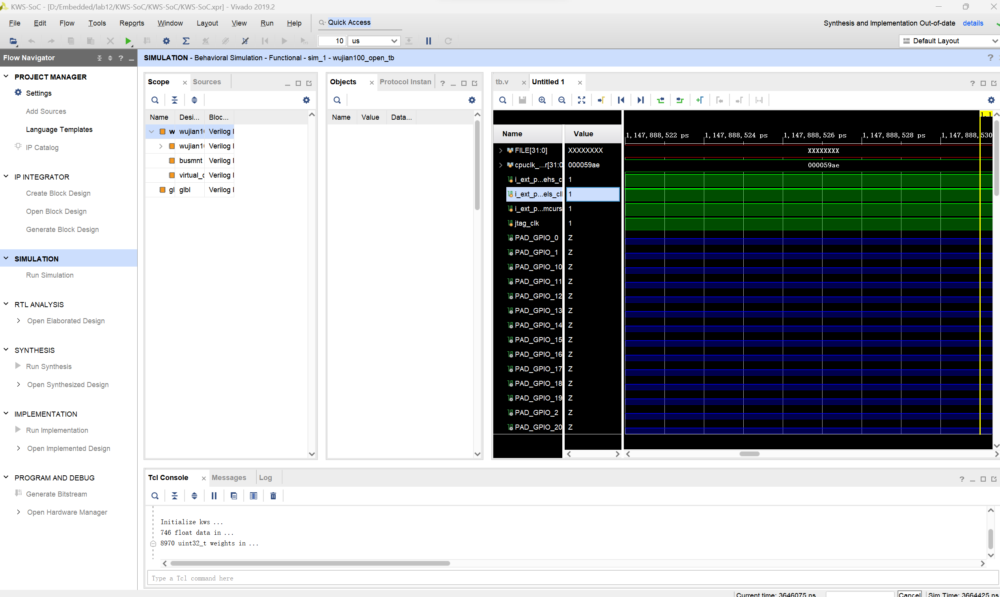 KWS-SoC - [D:/Embedded/lab12/KWS-SoC/KWS-SoC/KWS-SoC.xpr] - Vivado 2019.2
File Edit Flow Tools Reports Window Layout View Run Help Quick Access
Synthesis and Implementation Out-of-date details
10 us
Default Layout
Flow Navigator
PROJECT MANAGER
Settings
Add Sources
Language Templates
IP Catalog
IP INTEGRATOR
Create Block Design
Open Block Design
Generate Block Design
SIMULATION
Run Simulation
RTL ANALYSIS
Open Elaborated Design
SYNTHESIS
Run Synthesis
Open Synthesized Design
IMPLEMENTATION
Run Implementation
Open Implemented Design
PROGRAM AND DEBUG
Generate Bitstream
Open Hardware Manager
SIMULATION - Behavioral Simulation - Functional - sim_1 - wujian100_open_tb
Scope Sources
Name Desi... Bloc...
w wujian1 Verilog
wujian1 Verilog
busmnt Verilog
virtual_c Verilog
gl glbl Verilog
Objects Protocol Instan
Name Value Data...
tb.v Untitled 1
1,1
Name Value
1,147,888,522 ps 1,147,888,524 ps 1,147,888,526 ps 1,147,888,528 ps 1,147,888,530
FILE[31:0] XXXXXXXX XXXXXXXX
cpuclk_...r[31:0 000059ae 000059ae
i_ext_p...ehs_c 1
i_ext_p...els_cl 1
i_ext_p...mcurs 1
jtag_clk 1
PAD_GPIO_0 Z
PAD_GPIO_1 Z
PAD_GPIO_10 Z
PAD_GPIO_11 Z
PAD_GPIO_12 Z
PAD_GPIO_13 Z
PAD_GPIO_14 Z
PAD_GPIO_15 Z
PAD_GPIO_16 Z
PAD_GPIO_17 Z
PAD_GPIO_18 Z
PAD_GPIO_19 Z
PAD_GPIO_2 Z
PAD_GPIO_20 Z
Tcl Console Messages Log
Initialize kws ...
746 float data in ...
8970 uint32_t weights in ...
Type a Tcl command here
Current time: 3646075 ns Cancel Sim Time: 3664425 ns